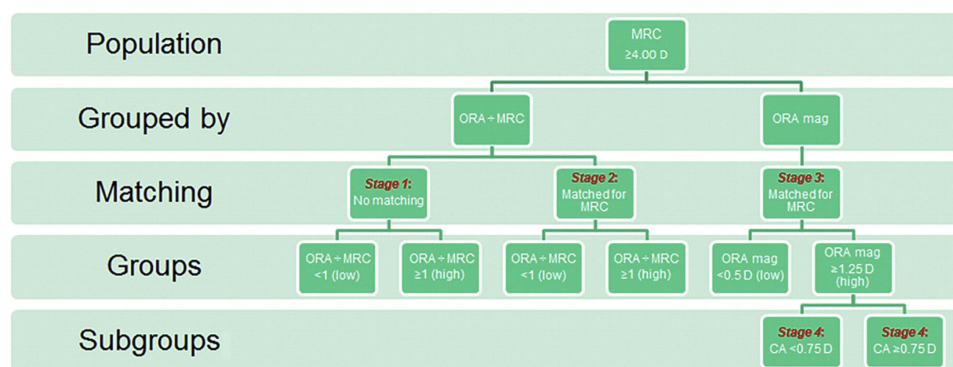 Population
MRC
≥4.00 D
Grouped by
ORA÷MRC
ORA mag
Matching
Stage 1:
No matching
Stage 2:
Matched for
MRC
Stage 3:
Matched for
MRC
Groups
ORA÷MRC
<1 (low)
ORA÷MRC
≥1 (high)
ORA÷MRC
<1 (low)
ORA÷MRC
≥1 (high)
ORA mag
<0.5 D (low)
ORA mag
≥1.25 D
(high)
Subgroups
Stage 4:
CA <0.75 D
Stage 4:
CA ≥0.75 D